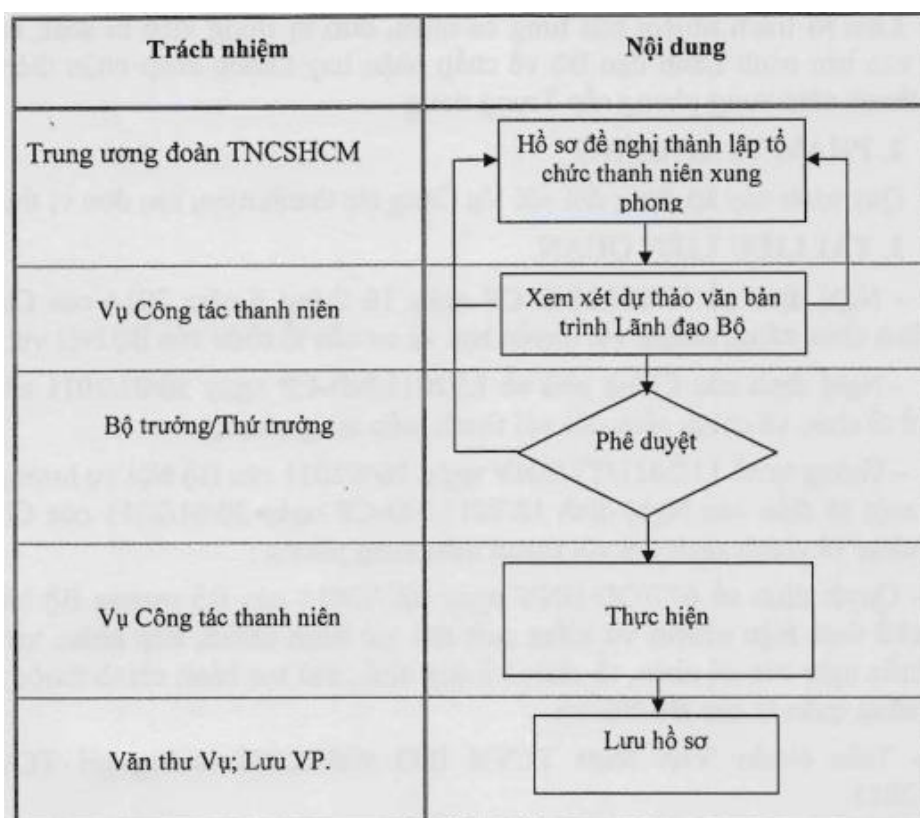 Trách nhiệm
Nội dung
Trung ương đoàn TNCSHCM
Hồ sơ đề nghị thành lập tổ
chức thanh niên xung
phong
Vụ Công tác thanh niên
Xem xét dự thảo văn bản
trình Lãnh đạo Bộ
Bộ trưởng/Thứ trưởng
Phê duyệt
Vụ Công tác thanh niên
Thực hiện
Văn thư Vụ; Lưu VP.
Lưu hồ sơ